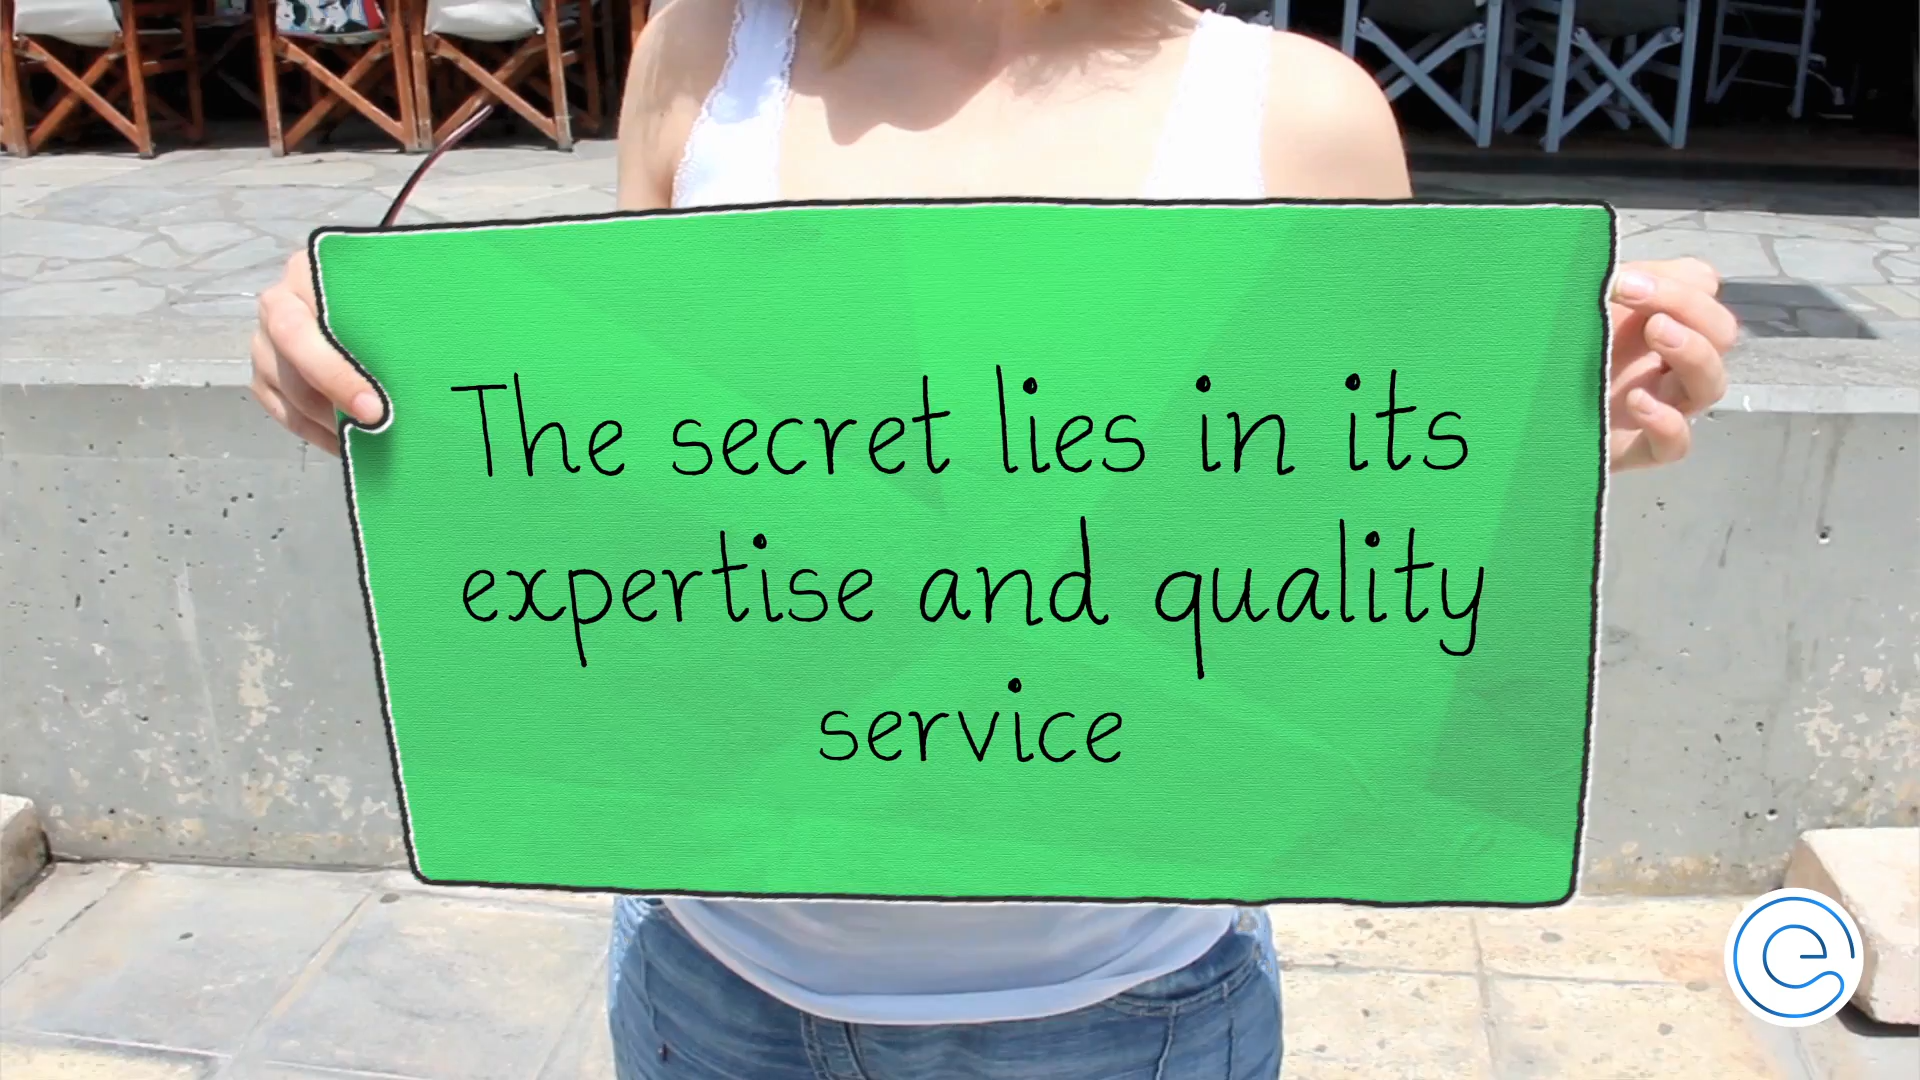 The secret lies in its
expertise and quality
service